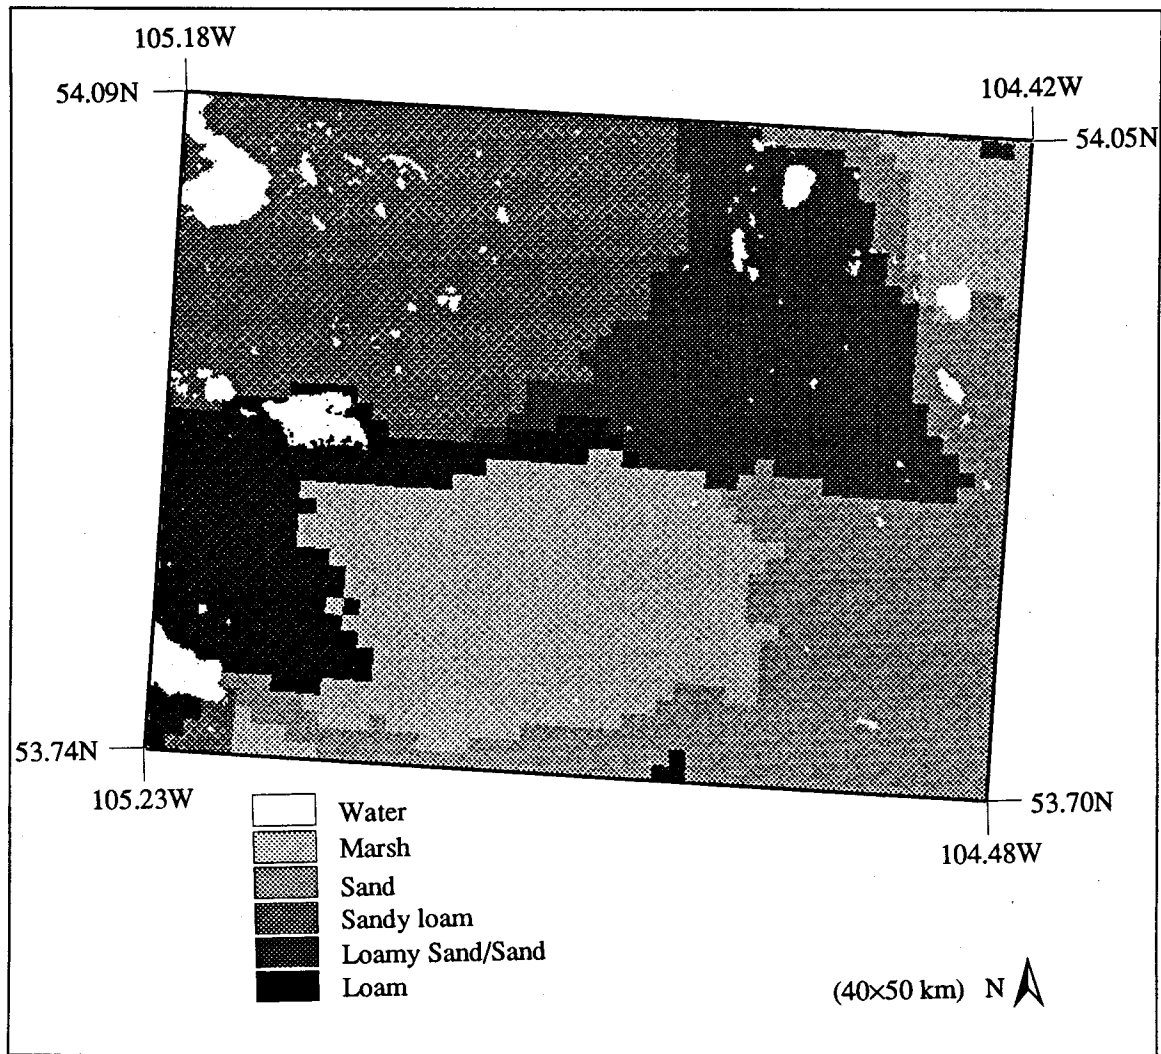 105.18W
54.09N
104.42W
54.05N
53.74N
105.23W
53.70N
104.48W
Water
Marsh
Sand
Sandy loam
Loamy Sand/Sand
Loam
(40×50 km) N